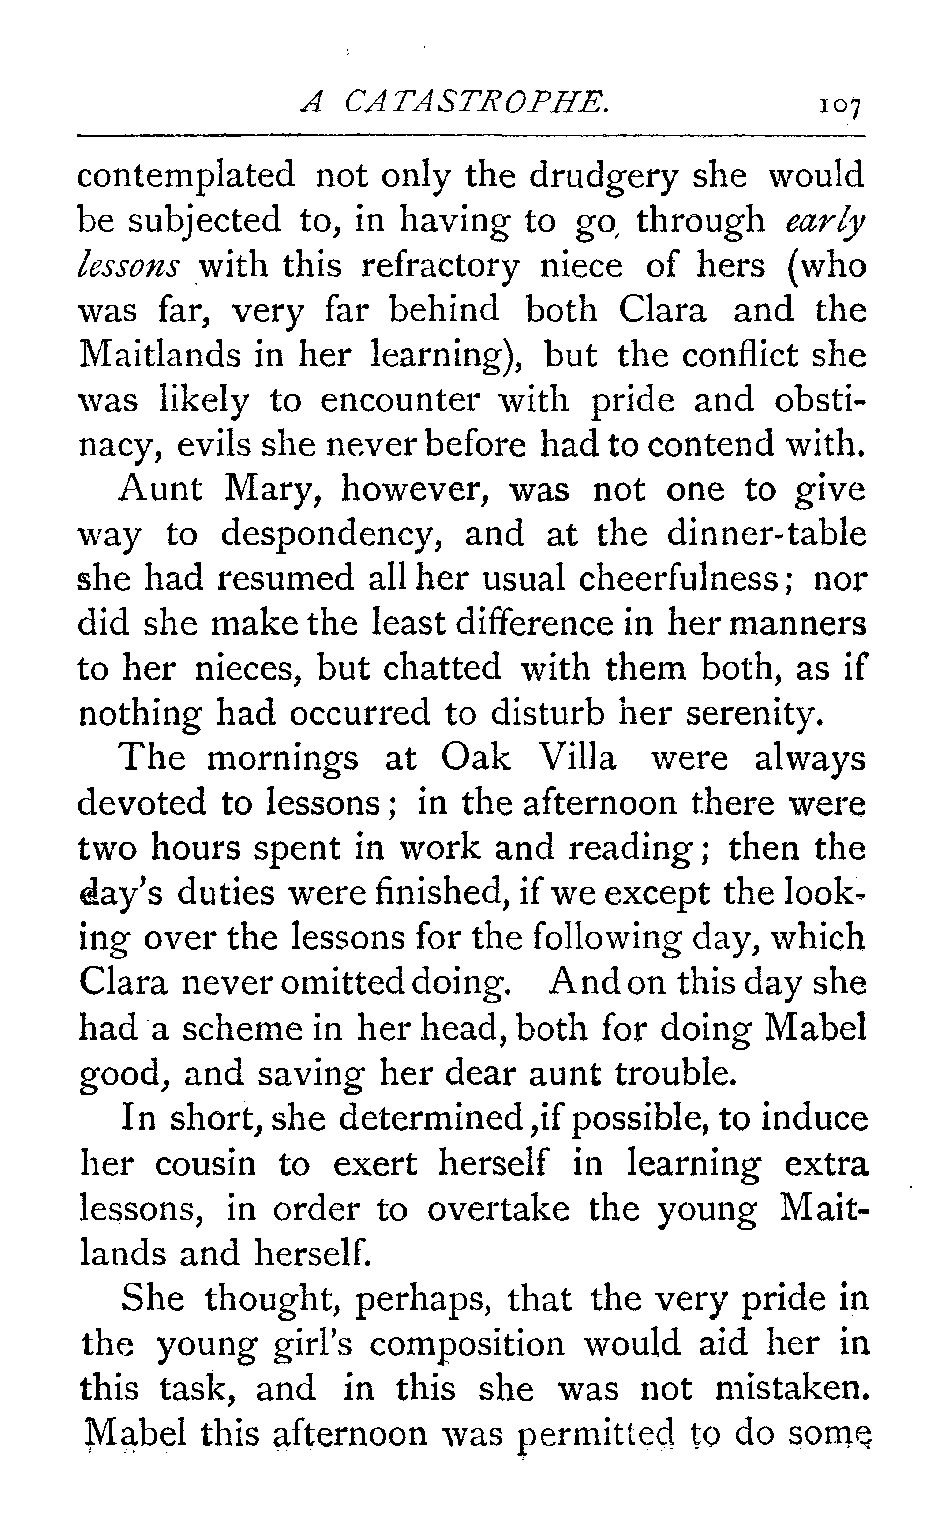 A CATASTROPHE. 107
contemplated not only the drudgery she would
be subjected to, in having to go, through early
lessons with this refractory niece of hers (who
was far, very far behind both Clara and the
Maitlands in her learning), but the conflict she
was likely to encounter with pride and obsti-
nacy, evils she never before had to contend with.
Aunt Mary, however, was not one to give
way to despondency, and at the dinner-table
she had resumed all her usual cheerfulness; nor
did she make the least difference in her manners
to her nieces, but chatted with them both, as if
nothing had occurred to disturb her serenity.
The mornings at Oak Villa were always
devoted to lessons; in the afternoon there were
two hours spent in work and reading; then the
day's duties were finished, if we except the look-
ing over the lessons for the following day, which
Clara never omitted doing. And on this day she
had a scheme in her head, both for doing Mabel
good, and saving her dear aunt trouble.
In short, she determined ,if possible, to induce
her cousin to exert herself in learning extra
lessons, in order to overtake the young Mait-
lands and herself.
She thought, perhaps, that the very pride in
the young girl's composition would aid her in
this task, and in this she was not mistaken.
Mabel this afternoon was permitted to do some